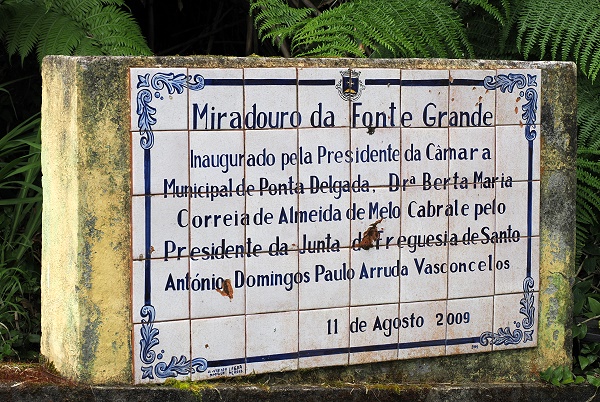 Miradouro da Fonte Grande
Inaugurado pela Presidente da Câmara
Municipal de Ponta Delgada, Drª Berta Maria
Correia de Almeida de Melo Cabral e pelo
Presidente da Junta de Freguesia de Santo
António, Domingos Paulo Arruda Vasconcelos
11 de Agosto 2009